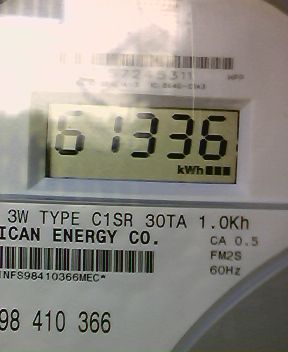 61336
kWh
3W TYPE C1SR 30TA 1.0Kh
ICAN ENERGY CO.
CA 0.5
FM2S
60Hz
NFS98410366MEC*
98 410 366